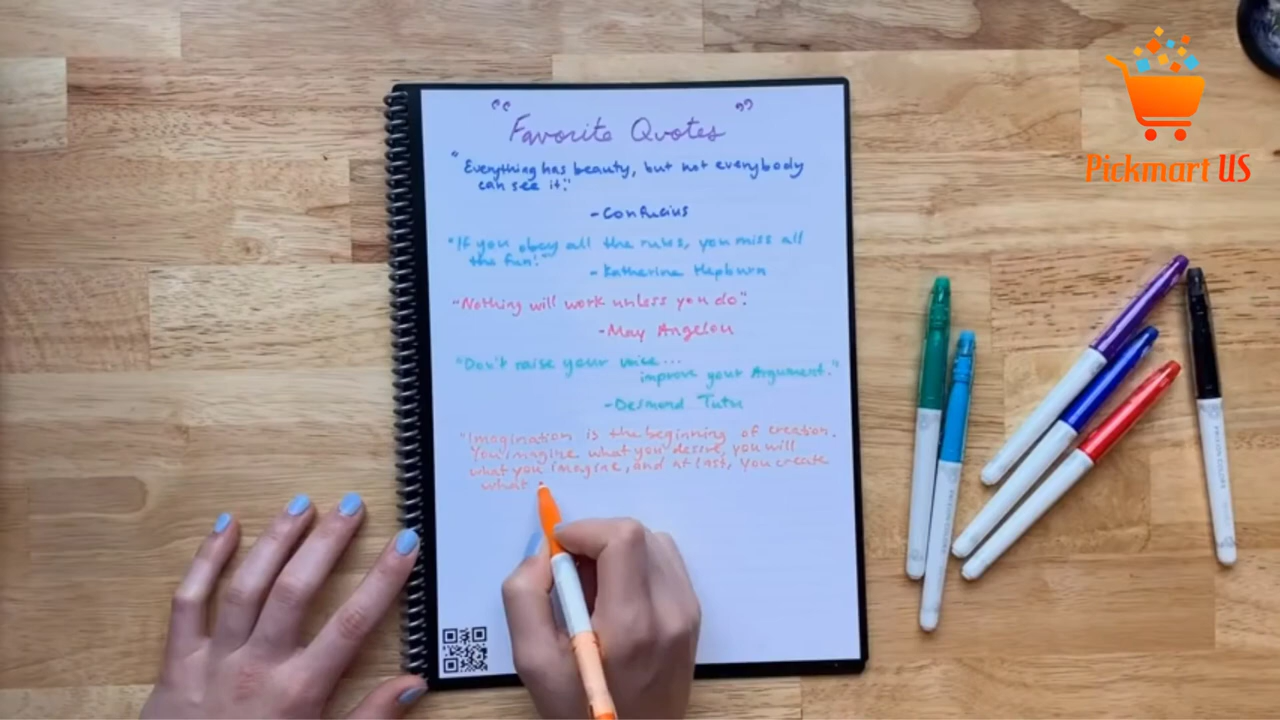 “ ”
Favorite Quotes
"Everything has beauty, but not everybody
can see it."
-Confucius
"If you obey all the rules, you miss all
the fun."
-Katharine Hepburn
"Nothing will work unless you do".
-May Angelou
"Don't raise your voice...
improve your Argument."
-Desmond Tutu
"Imagination is the beginning of creation.
You imagine what you desire, you will
what you imagine, and at last, you create
what
Pickmart US